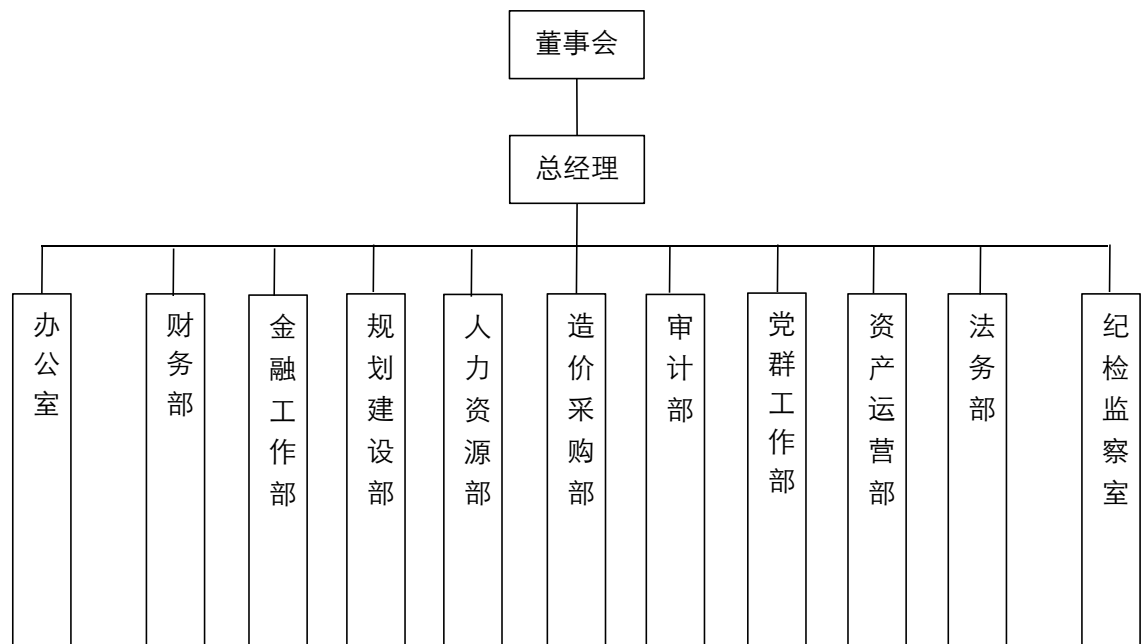 董事会
总经理
办公室
财务部
金融工作部
规划建设部
人力资源部
造价采购部
审计部
党群工作部
资产运营部
法务部
纪检监察室